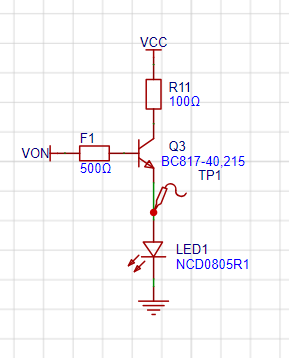 VCC
R11
100Ω
F1
VON
500Ω
Q3
BC817-40,215
TP1
LED1
NCD0805R1